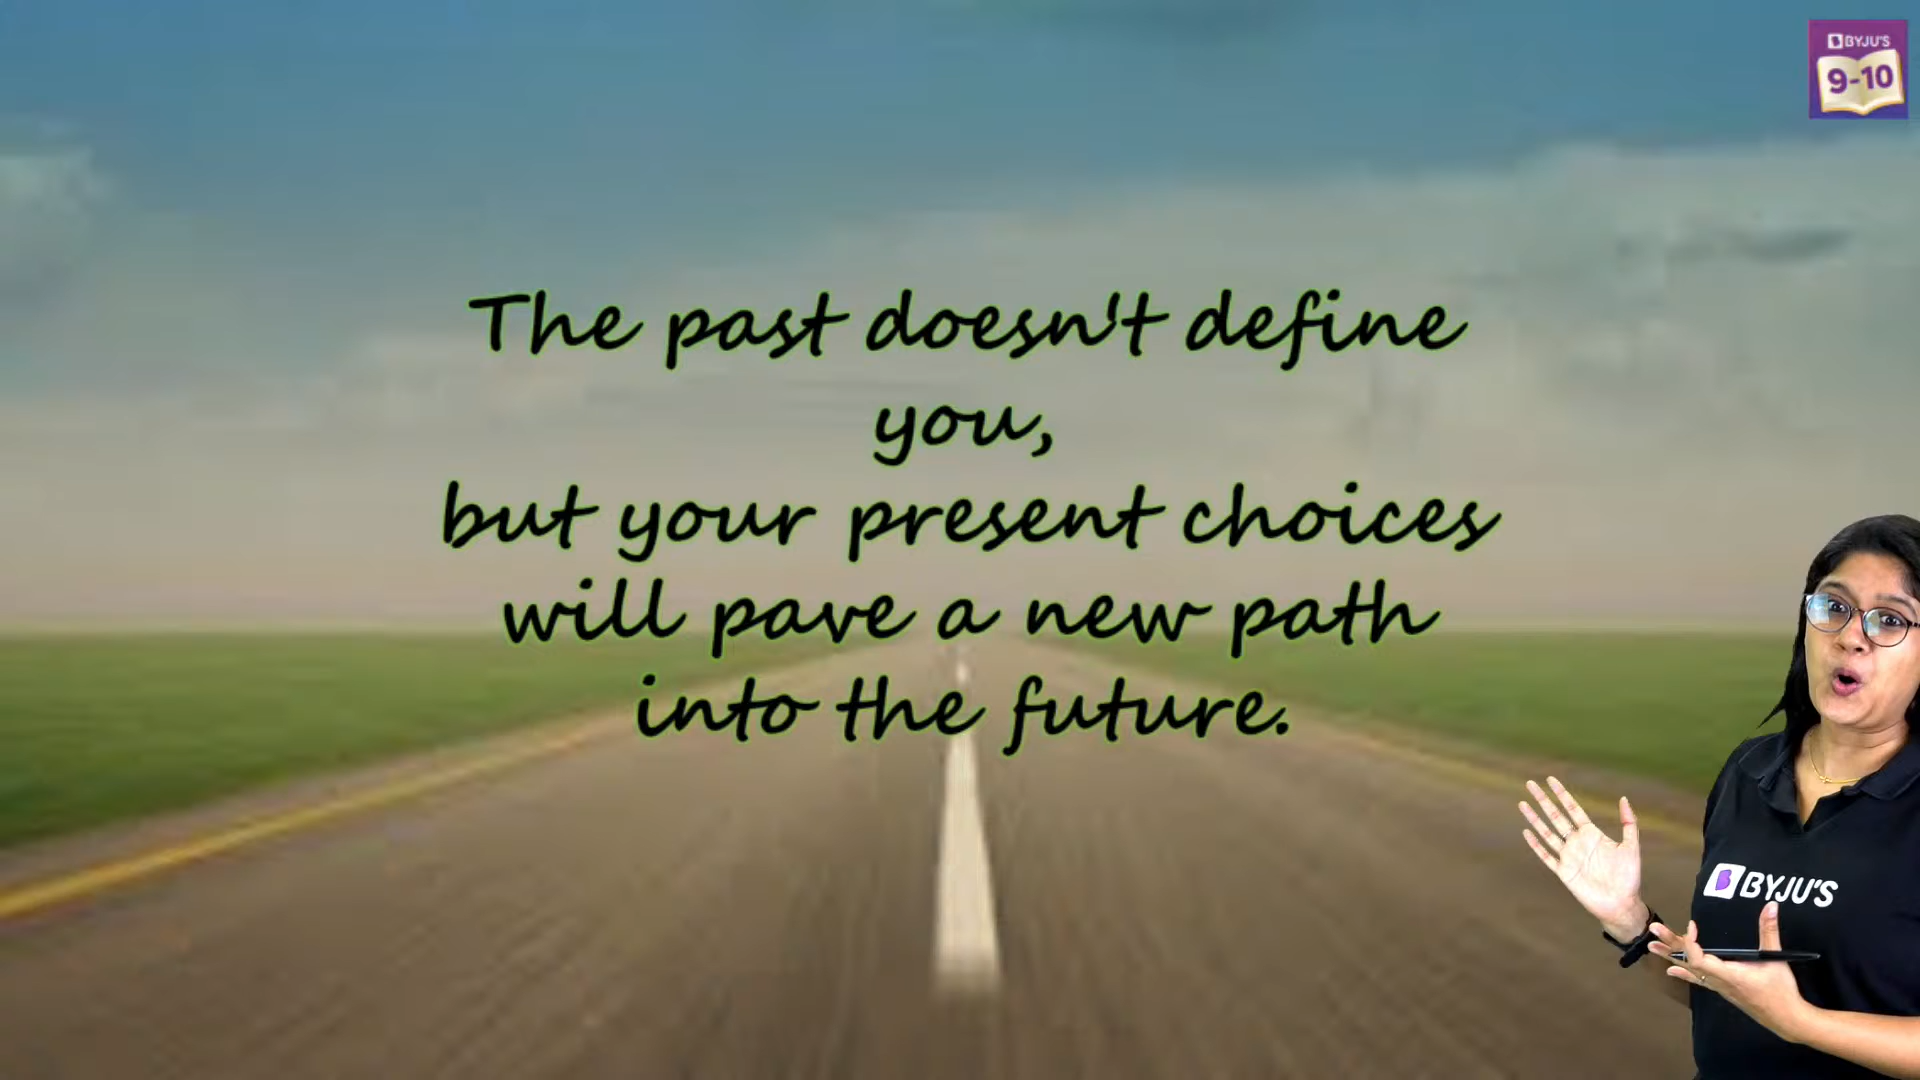 BYJU'S
9-10
The past doesn't define
you,
but your present choices
will pave a new path
into the future.
BYJU'S